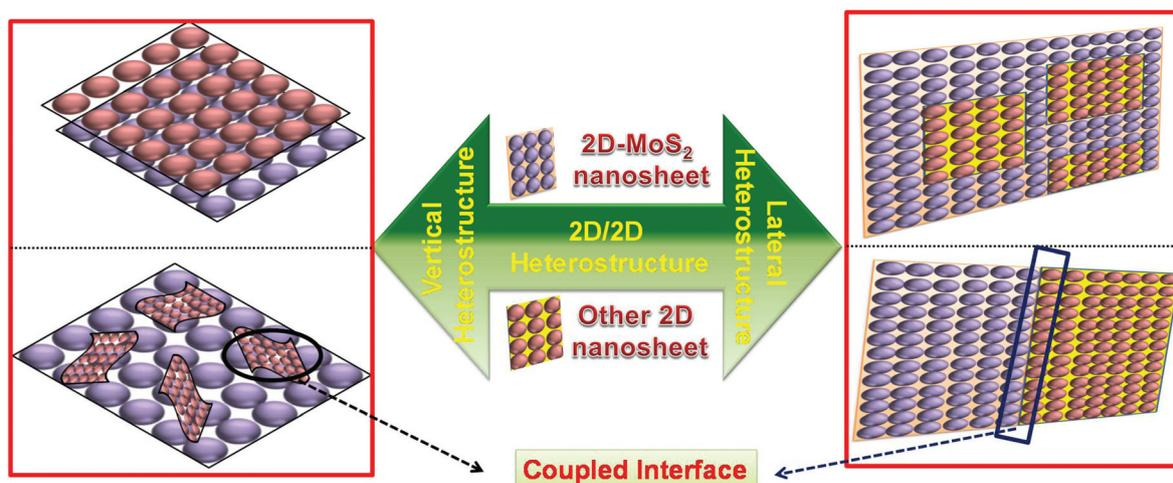 2D-MoS₂
nanosheet
Vertical
Heterostructure
2D/2D
Heterostructure
Lateral
Heterostructure
Other 2D
nanosheet
Coupled Interface